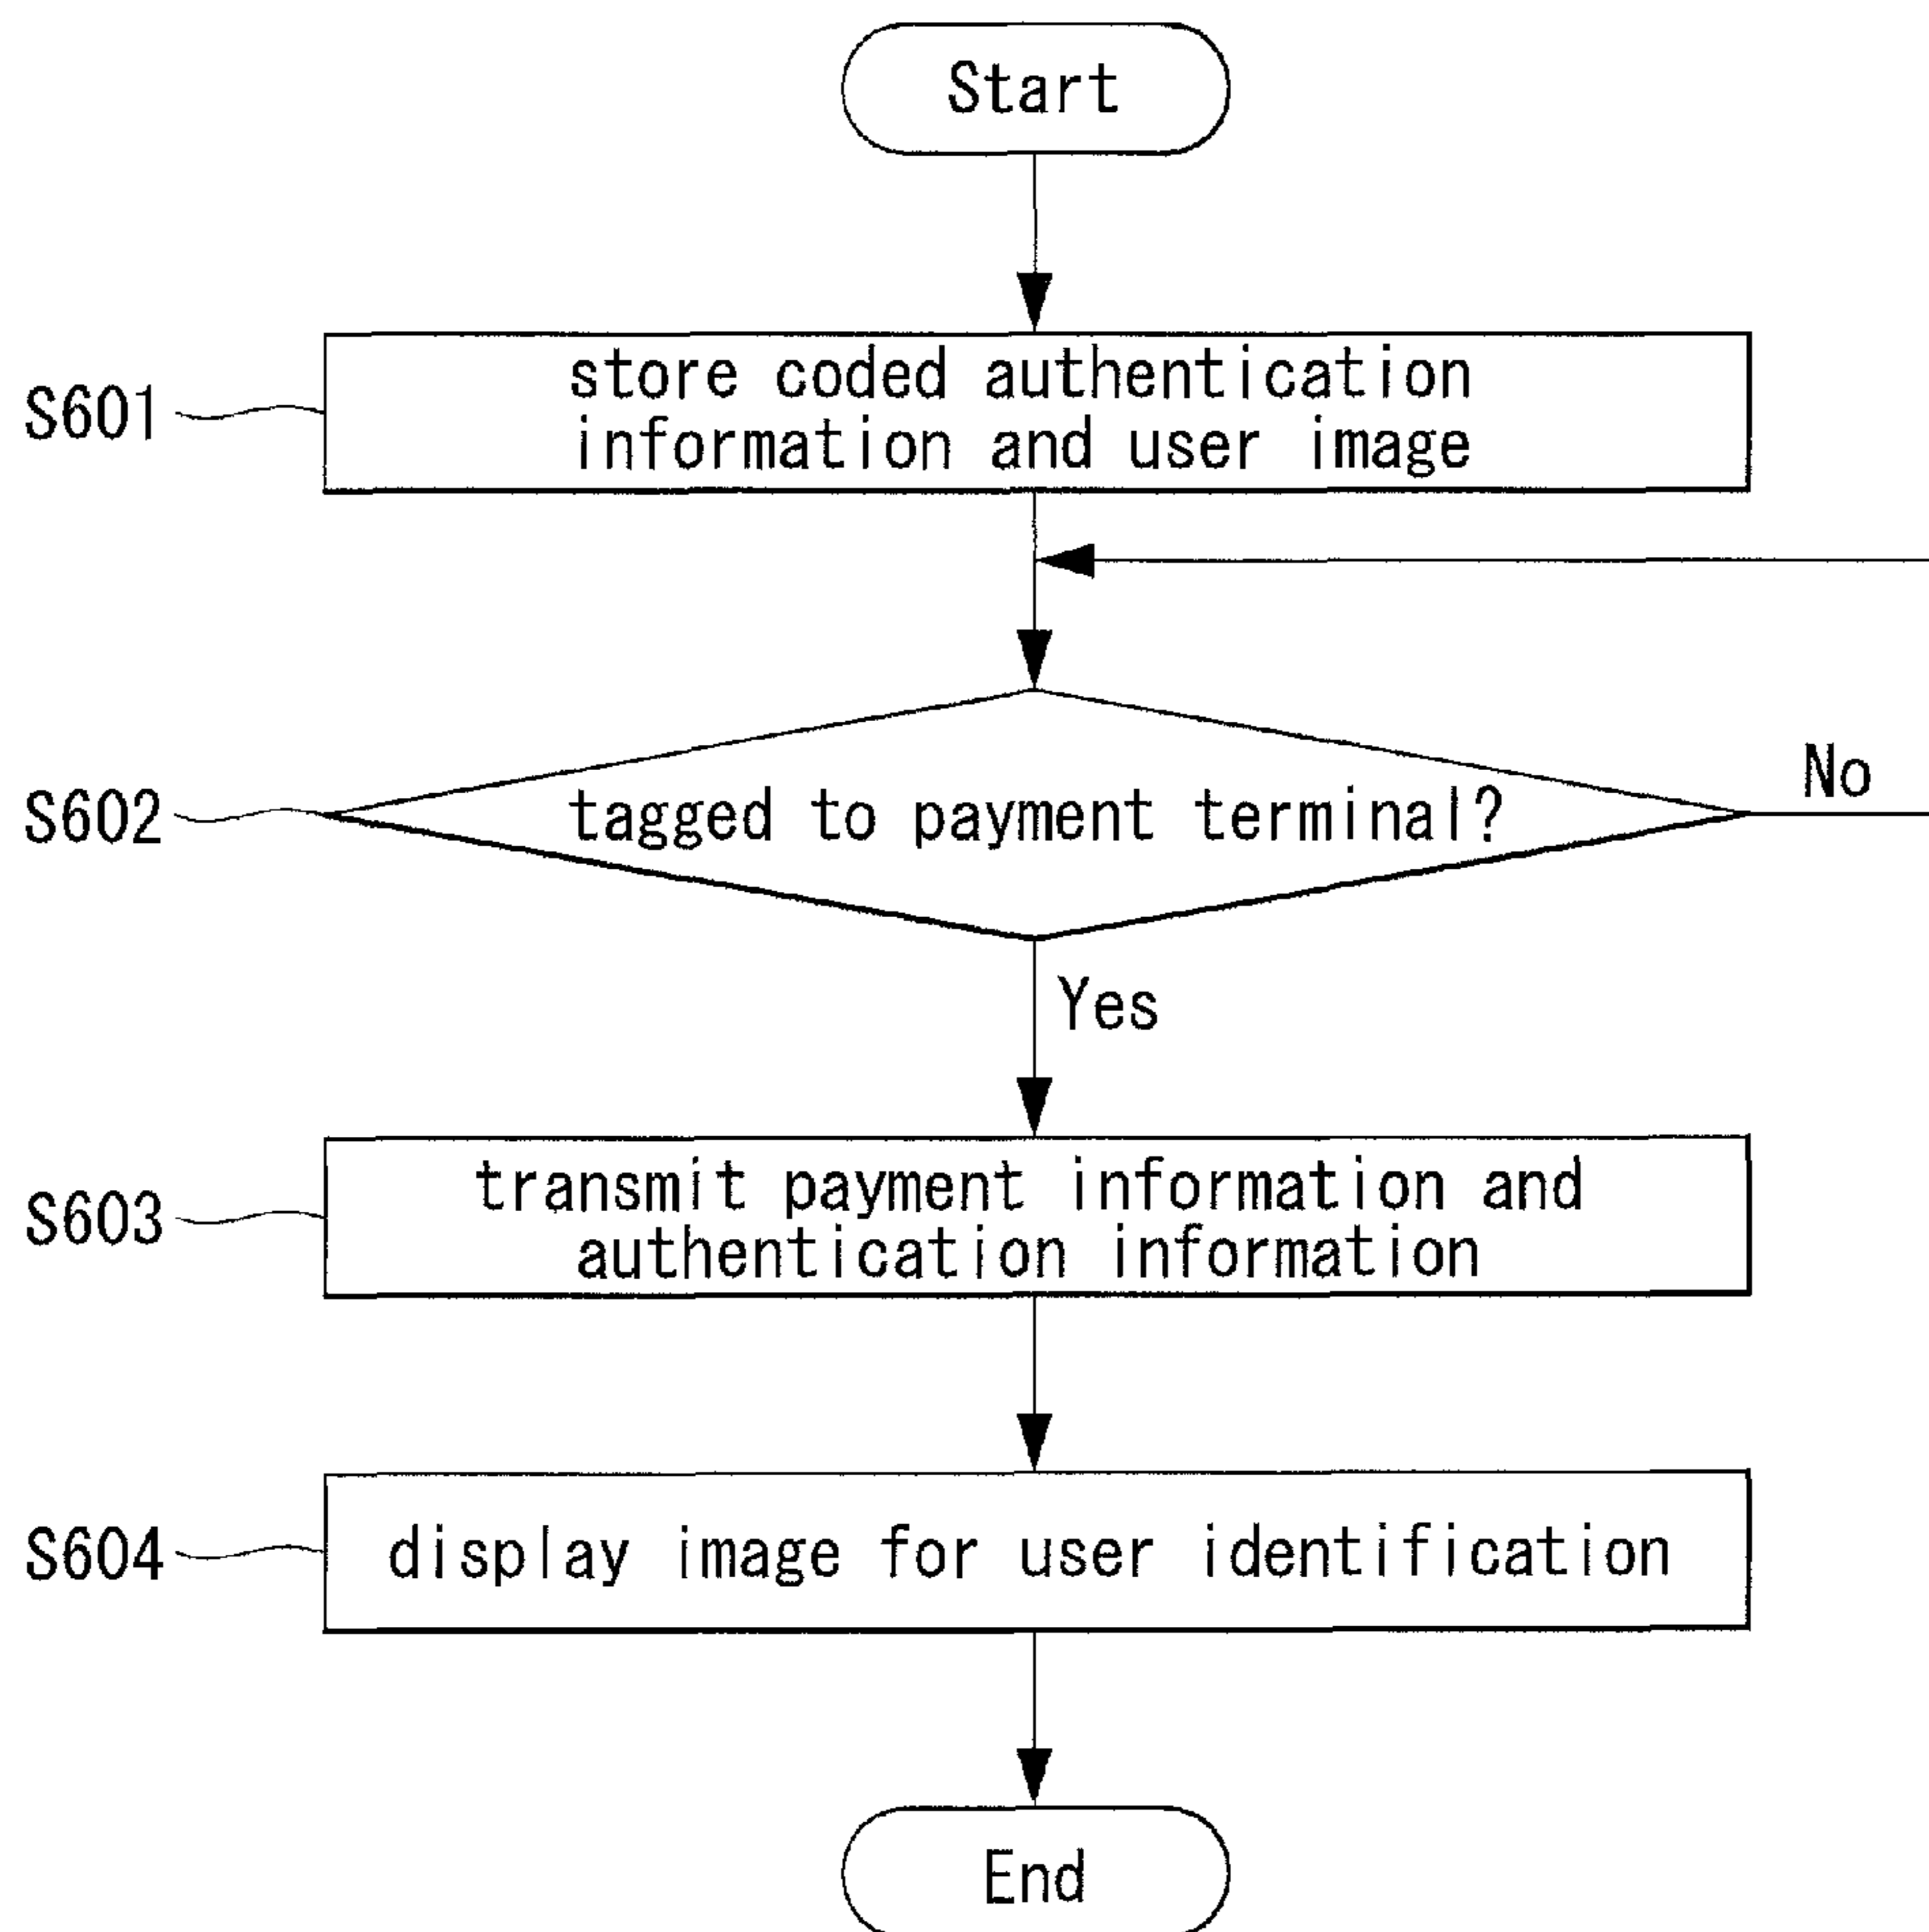 Start
S601
store coded authentication
information and user image
S602
tagged to payment terminal?
No
Yes
S603
transmit payment information and
authentication information
S604
display image for user identification
End